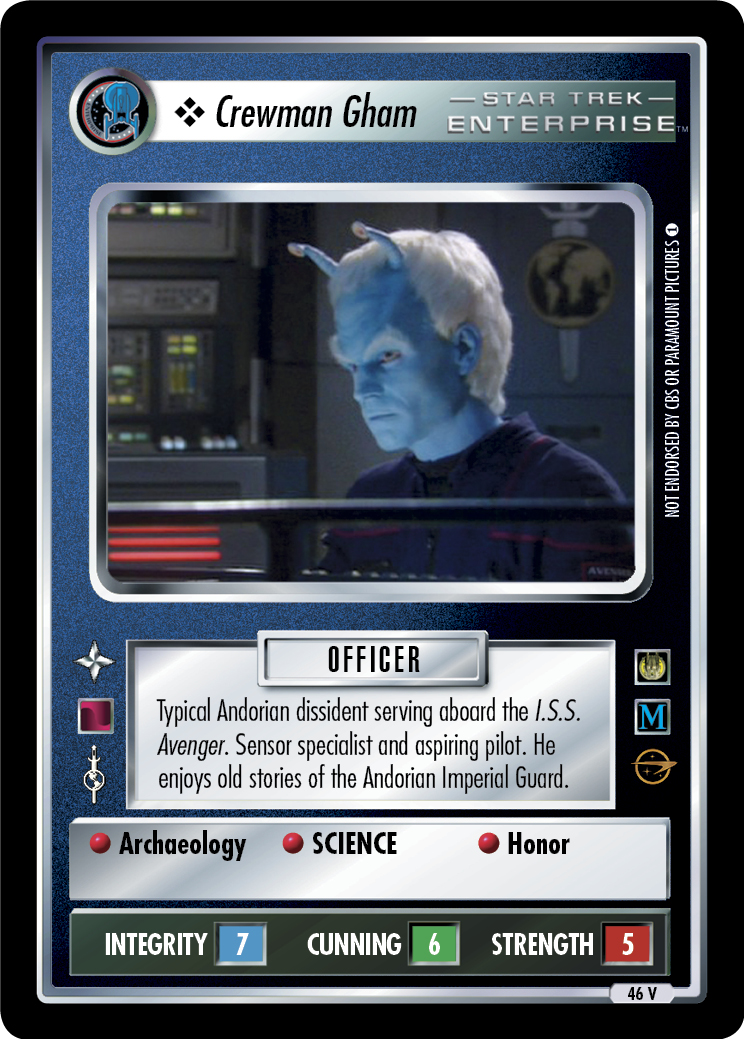 ❖ Crewman Gham
STAR TREK
ENTERPRISE™
NOT ENDORSED BY CBS OR PARAMOUNT PICTURES 1
OFFICER
Typical Andorian dissident serving aboard the I.S.S.
Avenger. Sensor specialist and aspiring pilot. He
enjoys old stories of the Andorian Imperial Guard.
M
Archaeology SCIENCE Honor
INTEGRITY 7 CUNNING 6 STRENGTH 5
46 V